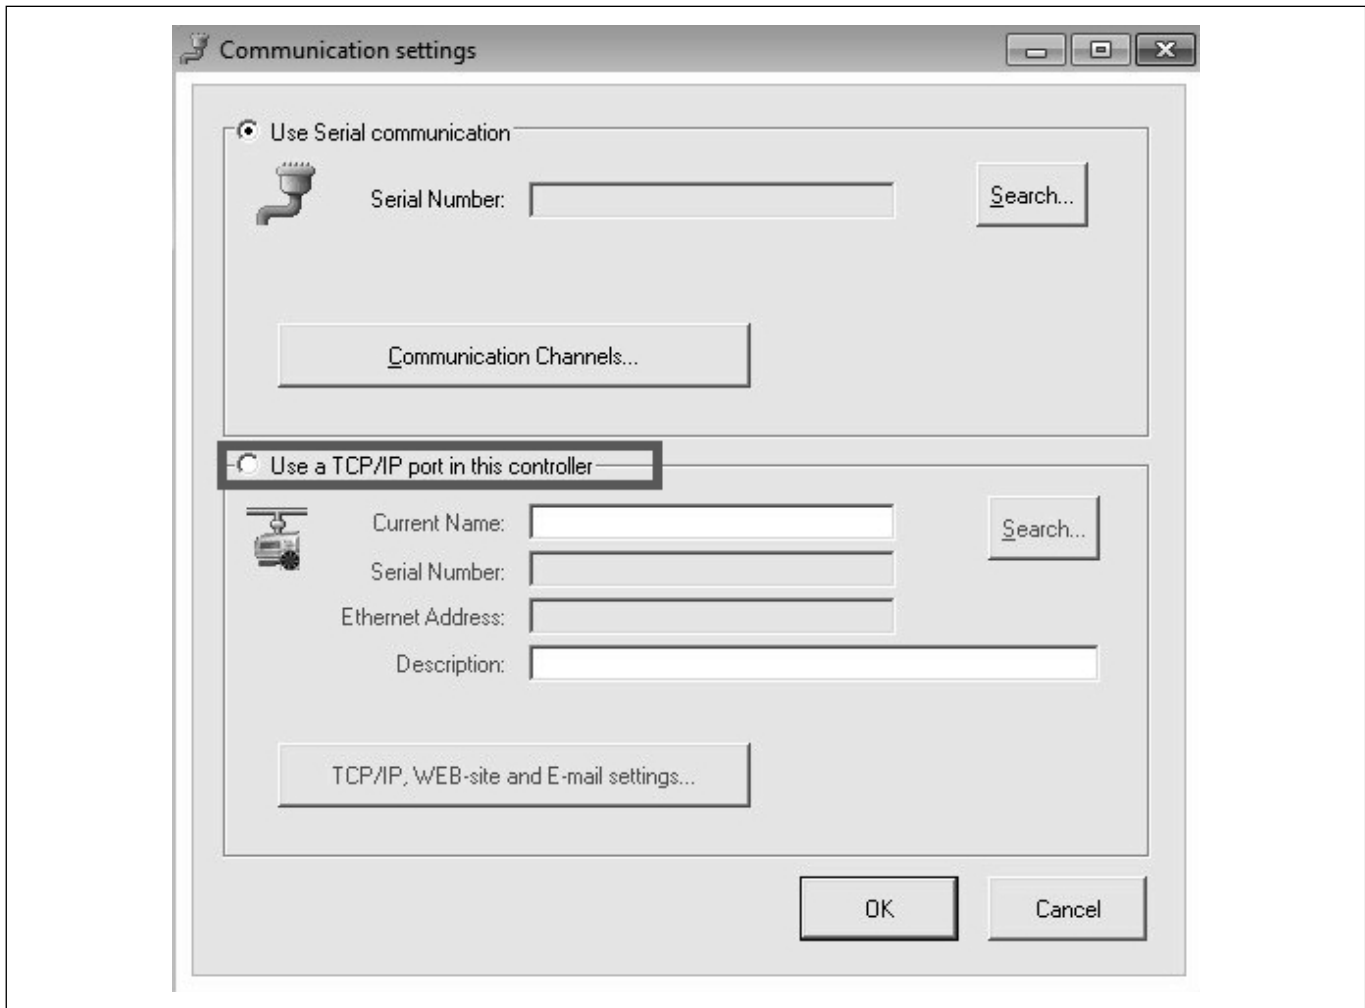 Communication settings
Use Serial communication
Serial Number:
Search...
Communication Channels...
Use a TCP/IP port in this controller
Current Name:
Search...
Serial Number:
Ethernet Address:
Description:
TCP/IP, WEB-site and E-mail settings...
OK
Cancel